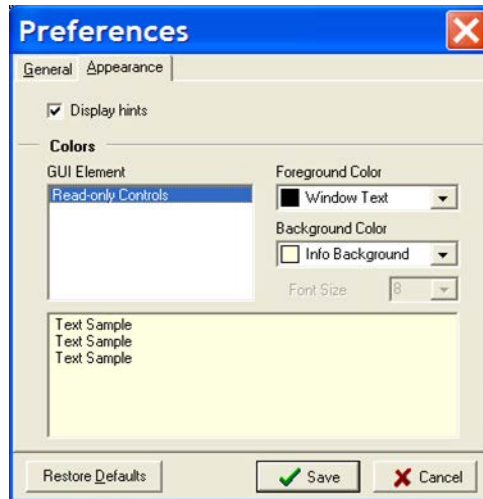 Preferences
General Appearance
Display hints
Colors
GUI Element
Read-only Controls
Foreground Color
Window Text
Background Color
Info Background
Font Size 8
Text Sample
Text Sample
Text Sample
Restore Defaults Save Cancel